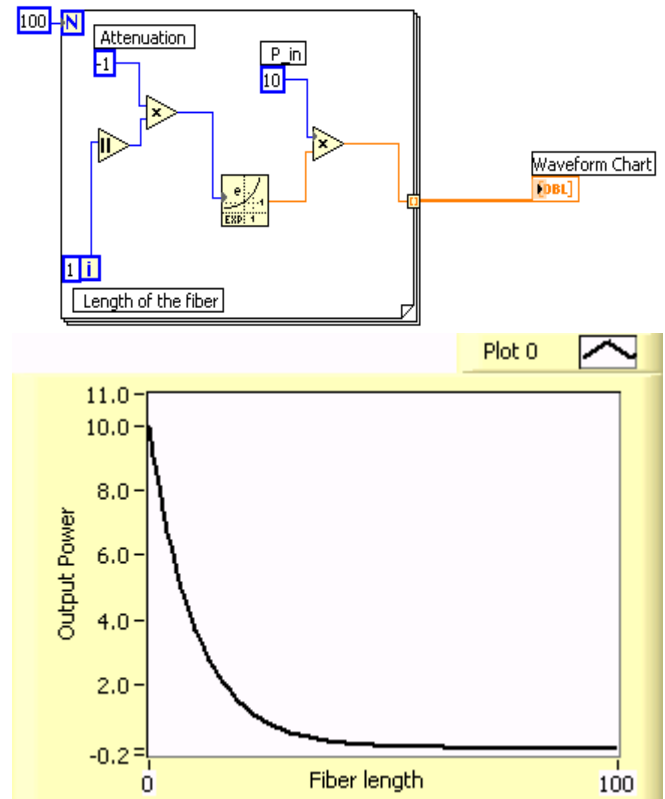 100
N
Attenuation
-1
P_in
10
x
x
||
e
-1
EXP: 1
1
i
Length of the fiber
[]
Waveform Chart
DBL]
Plot 0
11.0
10.0
8.0
6.0
4.0
2.0
-0.2
Output Power
0
Fiber length
100